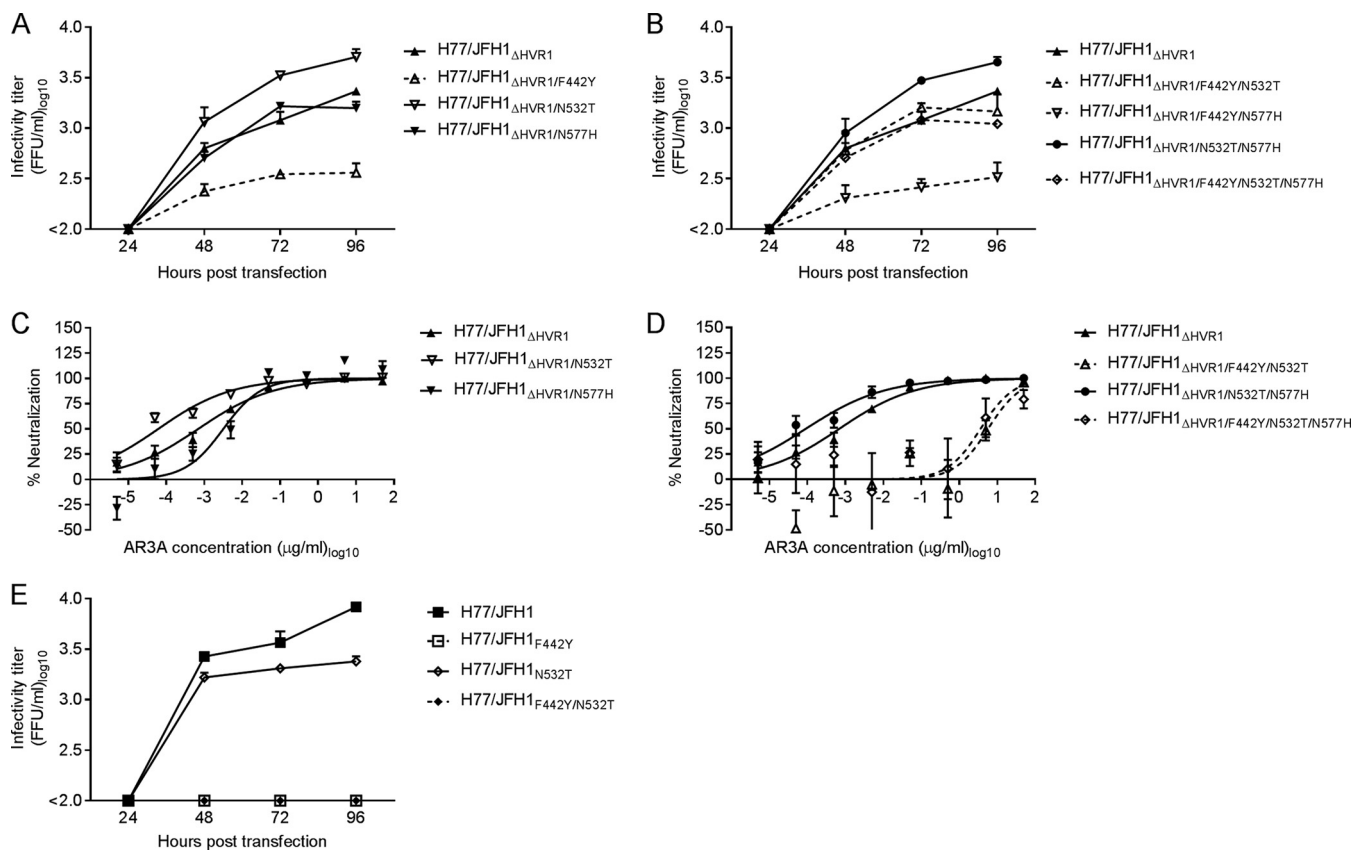 A
Infectivity titer
(FFU/ml)log10
4.0
3.5
3.0
2.5
<2.0
24 48 72 96
Hours post transfection
H77/JFH1ΔHVR1
H77/JFH1ΔHVR1/F442Y
H77/JFH1ΔHVR1/N532T
H77/JFH1ΔHVR1/N577H
B
Infectivity titer
(FFU/ml)log10
4.0
3.5
3.0
2.5
<2.0
24 48 72 96
Hours post transfection
H77/JFH1ΔHVR1
H77/JFH1ΔHVR1/F442Y/N532T
H77/JFH1ΔHVR1/F442Y/N577H
H77/JFH1ΔHVR1/N532T/N577H
H77/JFH1ΔHVR1/F442Y/N532T/N577H
C
% Neutralization
150
125
100
75
50
25
0
-25
-50
-5 -4 -3 -2 -1 0 1 2
AR3A concentration (μg/ml)log10
H77/JFH1ΔHVR1
H77/JFH1ΔHVR1/N532T
H77/JFH1ΔHVR1/N577H
D
% Neutralization
150
125
100
75
50
25
0
-25
-50
-5 -4 -3 -2 -1 0 1 2
AR3A concentration (μg/ml)log10
H77/JFH1ΔHVR1
H77/JFH1ΔHVR1/F442Y/N532T
H77/JFH1ΔHVR1/N532T/N577H
H77/JFH1ΔHVR1/F442Y/N532T/N577H
E
Infectivity titer
(FFU/ml)log10
4.0
3.5
3.0
2.5
<2.0
24 48 72 96
Hours post transfection
H77/JFH1
H77/JFH1F442Y
H77/JFH1N532T
H77/JFH1F442Y/N532T